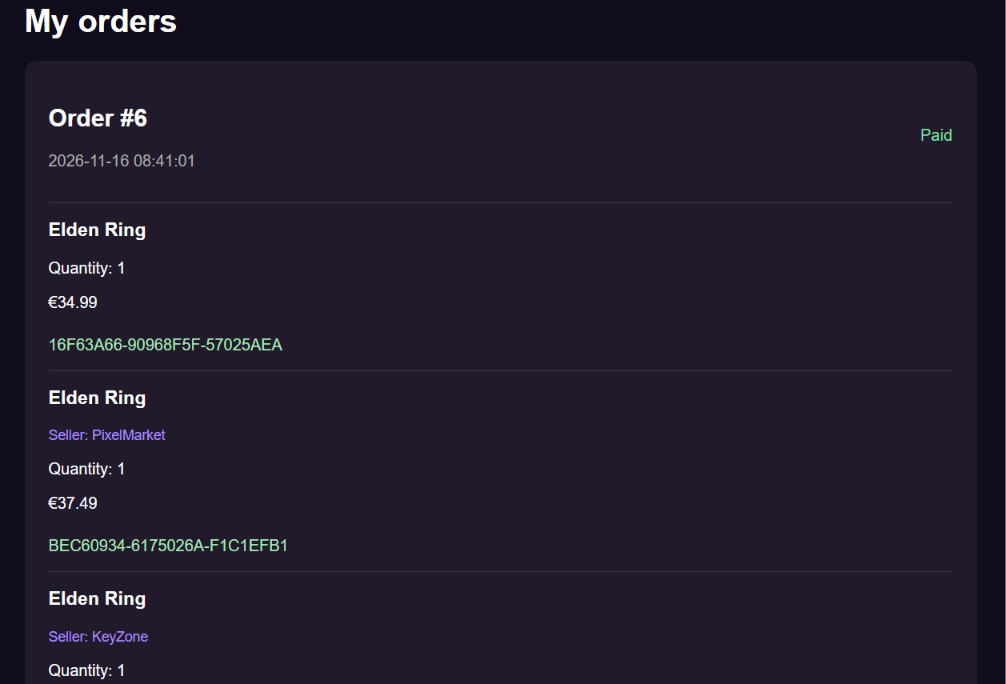 My orders
Order #6
Paid
2026-11-16 08:41:01
Elden Ring
Quantity: 1
€34.99
16F63A66-90968F5F-57025AEA
Elden Ring
Seller: PixelMarket
Quantity: 1
€37.49
BEC60934-6175026A-F1C1EFB1
Elden Ring
Seller: KeyZone
Quantity: 1